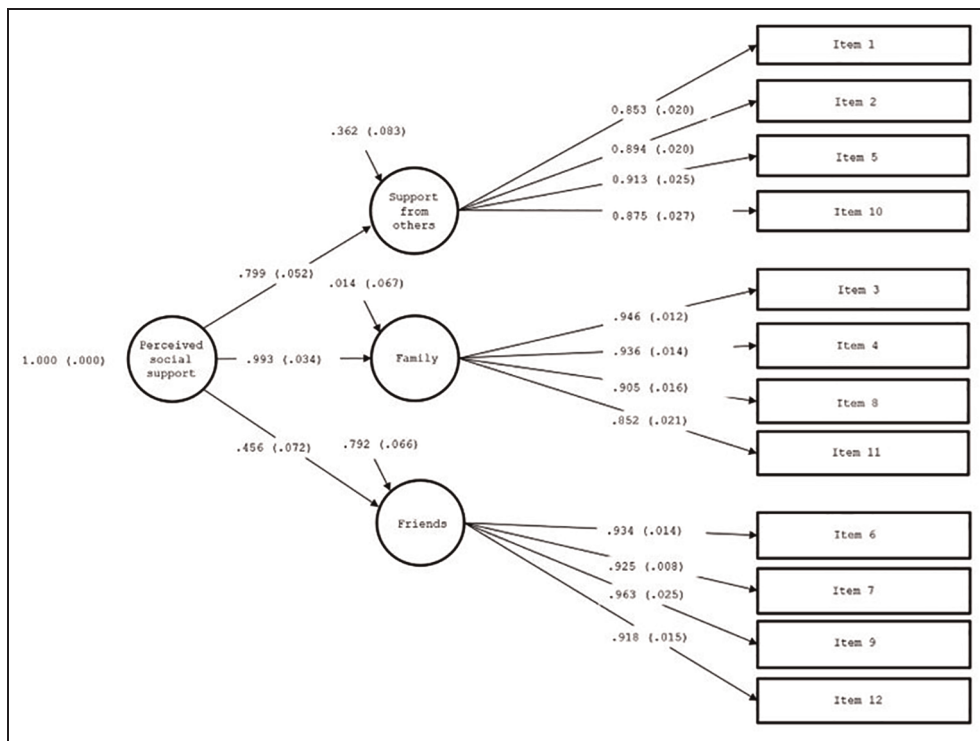 Item 1
0.853 (.020)
Item 2
.362 (.083)
0.894 (.020)
Item 5
0.913 (.025)
Support
from
others
0.875 (.027)
Item 10
.799 (.052)
.014 (.067)
Item 3
.946 (.012)
Perceived
social
support
1.000 (.000)
.993 (.034)
Family
.936 (.014)
Item 4
.905 (.016)
Item 8
.852 (.021)
.456 (.072)
.792 (.066)
Item 11
Friends
.934 (.014)
Item 6
.925 (.008)
Item 7
.963 (.025)
.918 (.015)
Item 9
Item 12